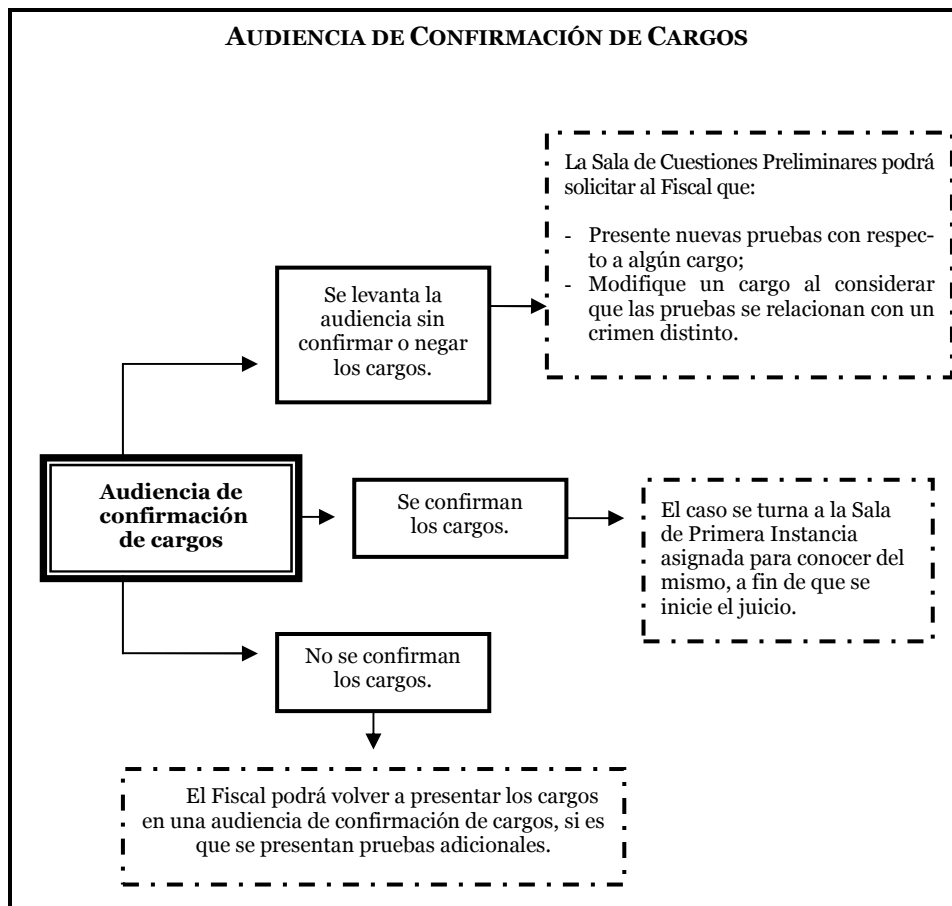 AUDIENCIA DE CONFIRMACIÓN DE CARGOS
La Sala de Cuestiones Preliminares podrá
solicitar al Fiscal que:
- Presente nuevas pruebas con respec-
to a algún cargo;
- Modifique un cargo al considerar
que las pruebas se relacionan con un
crimen distinto.
Se levanta la
audiencia sin
confirmar o negar
los cargos.
Audiencia de
confirmación
de cargos
Se confirman
los cargos.
El caso se turna a la Sala
de Primera Instancia
asignada para conocer del
mismo, a fin de que se
inicie el juicio.
No se confirman
los cargos.
El Fiscal podrá volver a presentar los cargos
en una audiencia de confirmación de cargos, si es
que se presentan pruebas adicionales.